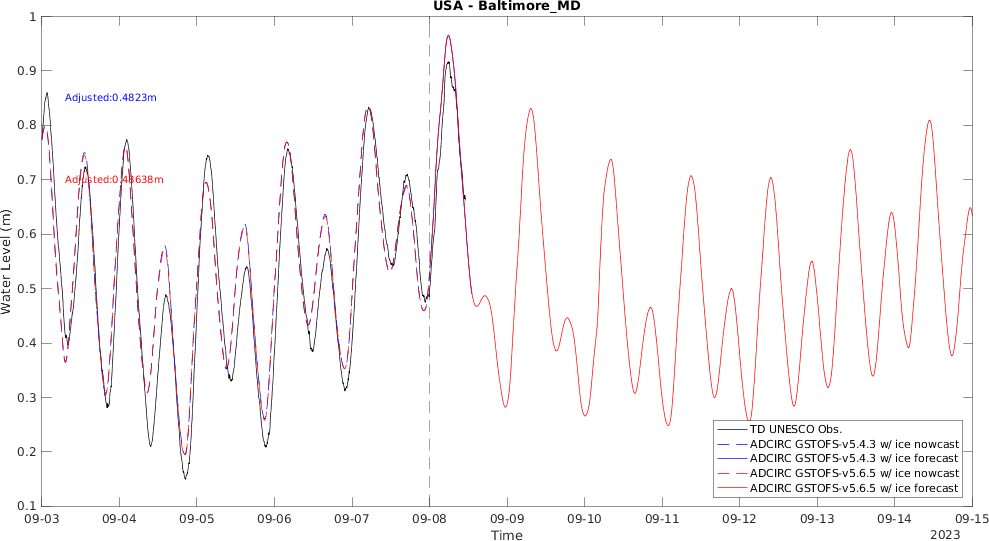 USA - Baltimore_MD
1
0.9
0.8
0.7
0.6
0.5
0.4
0.3
0.2
0.1
Water Level (m)
Adjusted:0.4823m
Adjusted:0.48638m
TD UNESCO Obs.
ADCIRC GSTOFS-v5.4.3 w/ ice nowcast
ADCIRC GSTOFS-v5.4.3 w/ ice forecast
ADCIRC GSTOFS-v5.6.5 w/ ice nowcast
ADCIRC GSTOFS-v5.6.5 w/ ice forecast
09-03 09-04 09-05 09-06 09-07 09-08 09-09 09-10 09-11 09-12 09-13 09-14 09-15
Time
2023